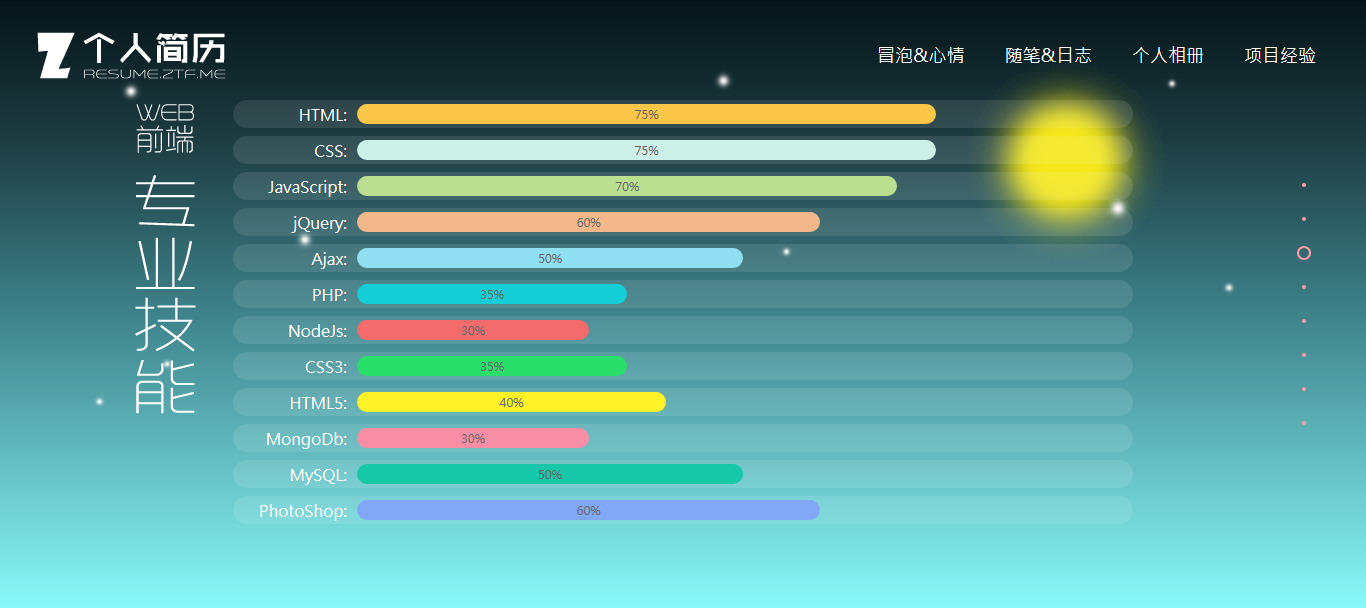 个人简历
RESUME.ZTF.ME
冒泡&心情 随笔&日志 个人相册 项目经验
WEB
前端
专业技能
HTML: 75%
CSS: 75%
JavaScript: 70%
jQuery: 60%
Ajax: 50%
PHP: 35%
NodeJs: 30%
CSS3: 35%
HTML5: 40%
MongoDb: 30%
MySQL: 50%
PhotoShop: 60%